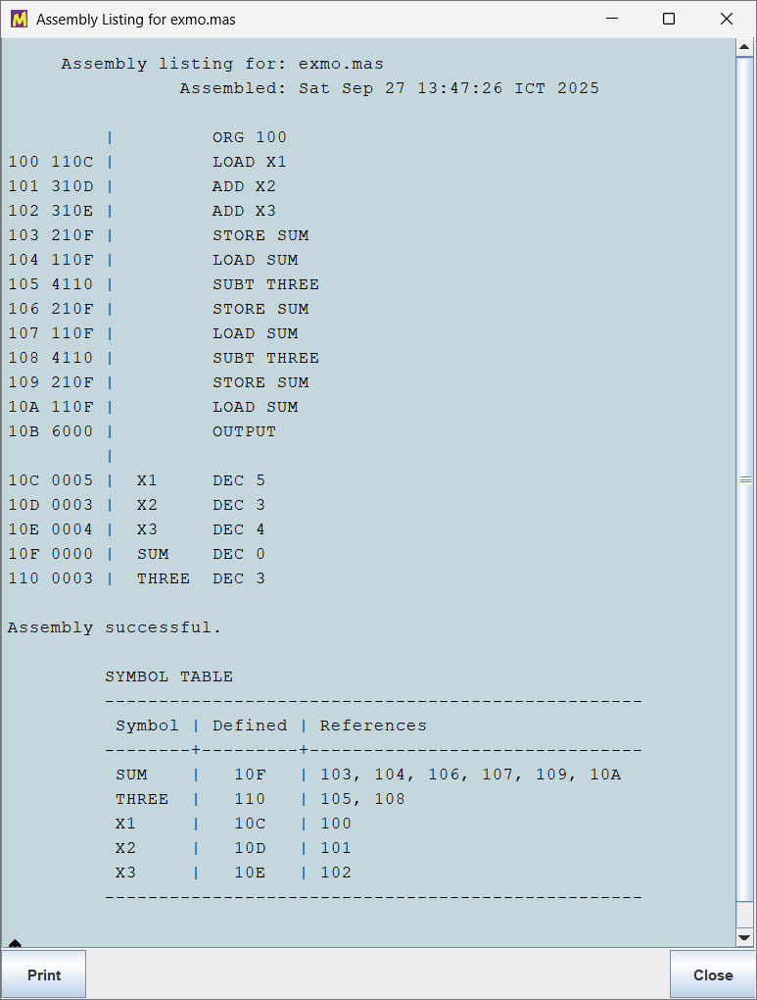 Assembly Listing for exmo.mas
Assembly listing for: exmo.mas
Assembled: Sat Sep 27 13:47:26 ICT 2025
| ORG 100
100 110C | LOAD X1
101 310D | ADD X2
102 310E | ADD X3
103 210F | STORE SUM
104 110F | LOAD SUM
105 4110 | SUBT THREE
106 210F | STORE SUM
107 110F | LOAD SUM
108 4110 | SUBT THREE
109 210F | STORE SUM
10A 110F | LOAD SUM
10B 6000 | OUTPUT
|
10C 0005 | X1 DEC 5
10D 0003 | X2 DEC 3
10E 0004 | X3 DEC 4
10F 0000 | SUM DEC 0
110 0003 | THREE DEC 3
Assembly successful.
SYMBOL TABLE
--------------------------------------------------
Symbol | Defined | References
--------+---------+-------------------------------
SUM | 10F | 103, 104, 106, 107, 109, 10A
THREE | 110 | 105, 108
X1 | 10C | 100
X2 | 10D | 101
X3 | 10E | 102
--------------------------------------------------
Print
Close